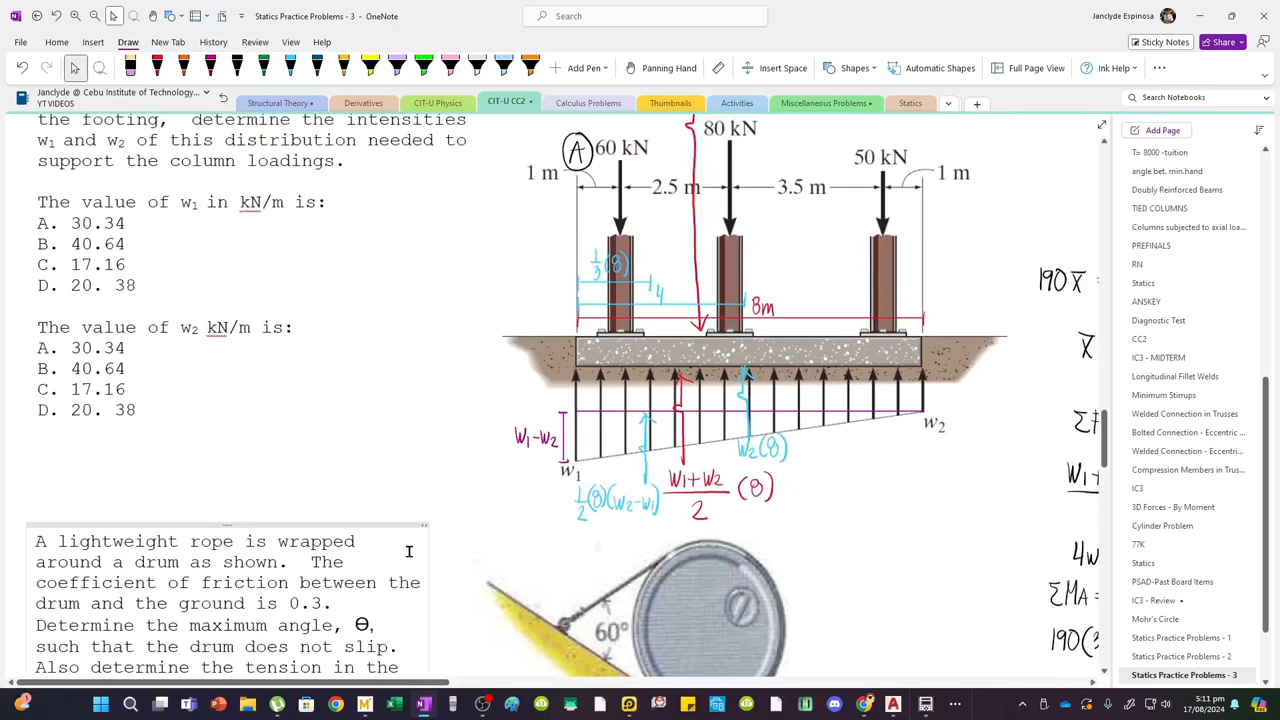 Statics Practice Problems - 3 - OneNote
Search
Janclyde Espinosa
File Home Insert Draw New Tab History Review View Help
Sticky Notes
Share
Add Pen
Panning Hand
Insert Space
Shapes
Automatic Shapes
Full Page View
Ink Help
Janclyde @ Cebu Institute of Technology...
YT VIDEOS
Structural Theory
Derivatives
CIT-U Physics
CIT-U CC2
Calculus Problems
Thumbnails
Activities
Miscellaneous Problems
Statics
Search Notebooks
the footing, determine the intensities
w₁ and w₂ of this distribution needed to
support the column loadings.
The value of w₁ in kN/m is:
A. 30.34
B. 40.64
C. 17.16
D. 20. 38
The value of w₂ kN/m is:
A. 30.34
B. 40.64
C. 17.16
D. 20. 38
A 60 kN
80 kN
50 kN
1 m
2.5 m
3.5 m
1 m
1/3(8)
4
8m
W₁-W₂
w₁
w₂
W₂(8)
1/2(8)(W₂-W₁)
W₁+W₂
2
(8)
190x̄ =
x̄
W₁+
4w
ΣMA =
190(3
A lightweight rope is wrapped
around a drum as shown. The
coefficient of friction between the
drum and the ground is 0.3.
Determine the maximum angle, Θ,
such that the drum does not slip.
Also determine the tension in the
60°
Add Page
T= 8000 -tuition
angle bet. min.hand
Doubly Reinforced Beams
TIED COLUMNS
Columns subjected to axial loa...
PREFINALS
RN
Statics
ANSKEY
Diagnostic Test
CC2
IC3 - MIDTERM
Longitudinal Fillet Welds
Minimum Stirrups
Welded Connection in Trusses
Bolted Connection - Eccentric ...
Welded Connection - Eccentri...
Compression Members in Trus...
IC3
3D Forces - By Moment
Cylinder Problem
77K
Statics
PSAD-Past Board Items
IC3 - Review
Mohr's Circle
Statics Practice Problems - 1
Statics Practice Problems - 2
Statics Practice Problems - 3
5:11 pm
17/08/2024